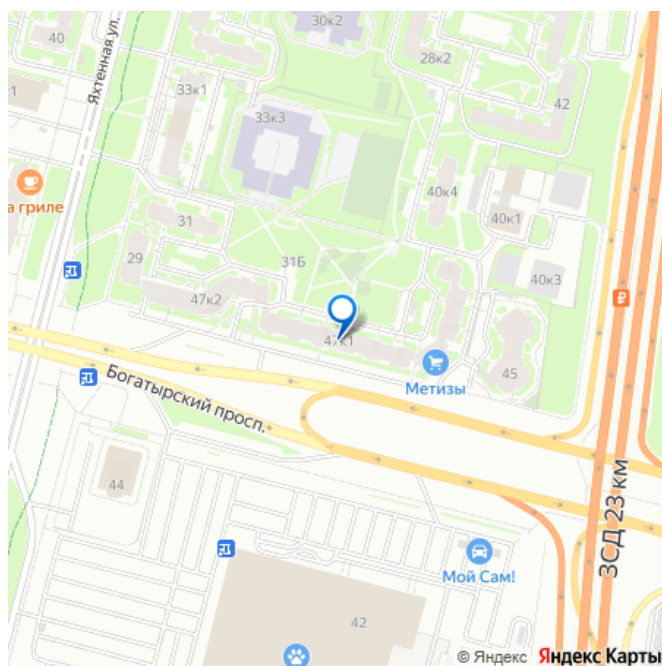 30к2
40
Яхтенная ул.
28к2
33к1
42
33к3
а гриле
40к4
40к1
31
31Б
29
40к3
47к2
47к1
Метизы
45
Богатырский просп.
44
ЗСД 23 км
Мой Сам!
42
© Яндекс Яндекс Карты